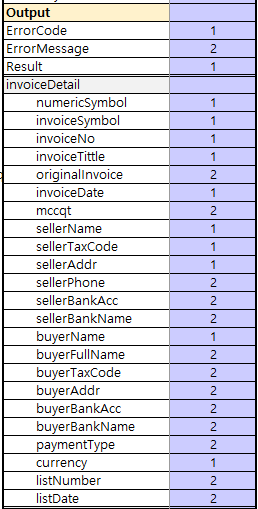 Output
ErrorCode 1
ErrorMessage 2
Result 1
invoiceDetail
numericSymbol 1
invoiceSymbol 1
invoiceNo 1
invoiceTittle 1
originalInvoice 2
invoiceDate 1
mccqt 2
sellerName 1
sellerTaxCode 1
sellerAddr 1
sellerPhone 2
sellerBankAcc 2
sellerBankName 2
buyerName 1
buyerFullName 2
buyerTaxCode 2
buyerAddr 2
buyerBankAcc 2
buyerBankName 2
paymentType 2
currency 1
listNumber 2
listDate 2